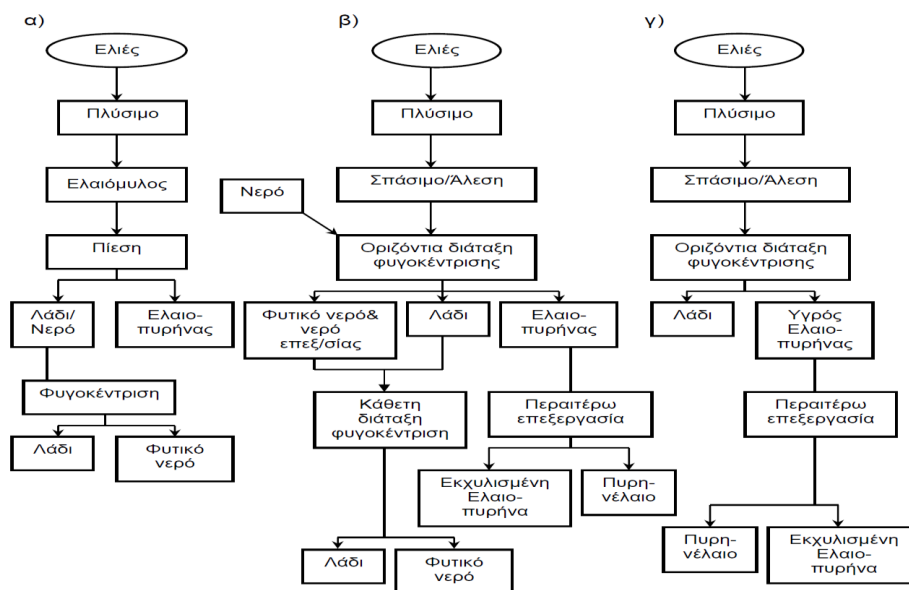 α)
Ελιές
Πλύσιμο
Ελαιόμυλος
Πίεση
Λάδι/
Νερό
Ελαιο-
πυρήνας
Φυγοκέντριση
Λάδι
Φυτικό
νερό
β)
Ελιές
Πλύσιμο
Σπάσιμο/Άλεση
Νερό
Οριζόντια διάταξη
φυγοκέντρισης
Φυτικό νερό&
νερό
επεξ/σίας
Λάδι
Ελαιο-
πυρήνας
Κάθετη
διάταξη
φυγοκέντριση
Περαιτέρω
επεξεργασία
Εκχυλισμένη
Ελαιο-
πυρήνα
Πυρη-
νέλαιο
Λάδι
Φυτικό
νερό
γ)
Ελιές
Πλύσιμο
Σπάσιμο/Άλεση
Οριζόντια διάταξη
φυγοκέντρισης
Λάδι
Υγρός
Ελαιο-
πυρήνας
Περαιτέρω
επεξεργασία
Πυρη-
νέλαιο
Εκχυλισμένη
Ελαιο-
πυρήνα